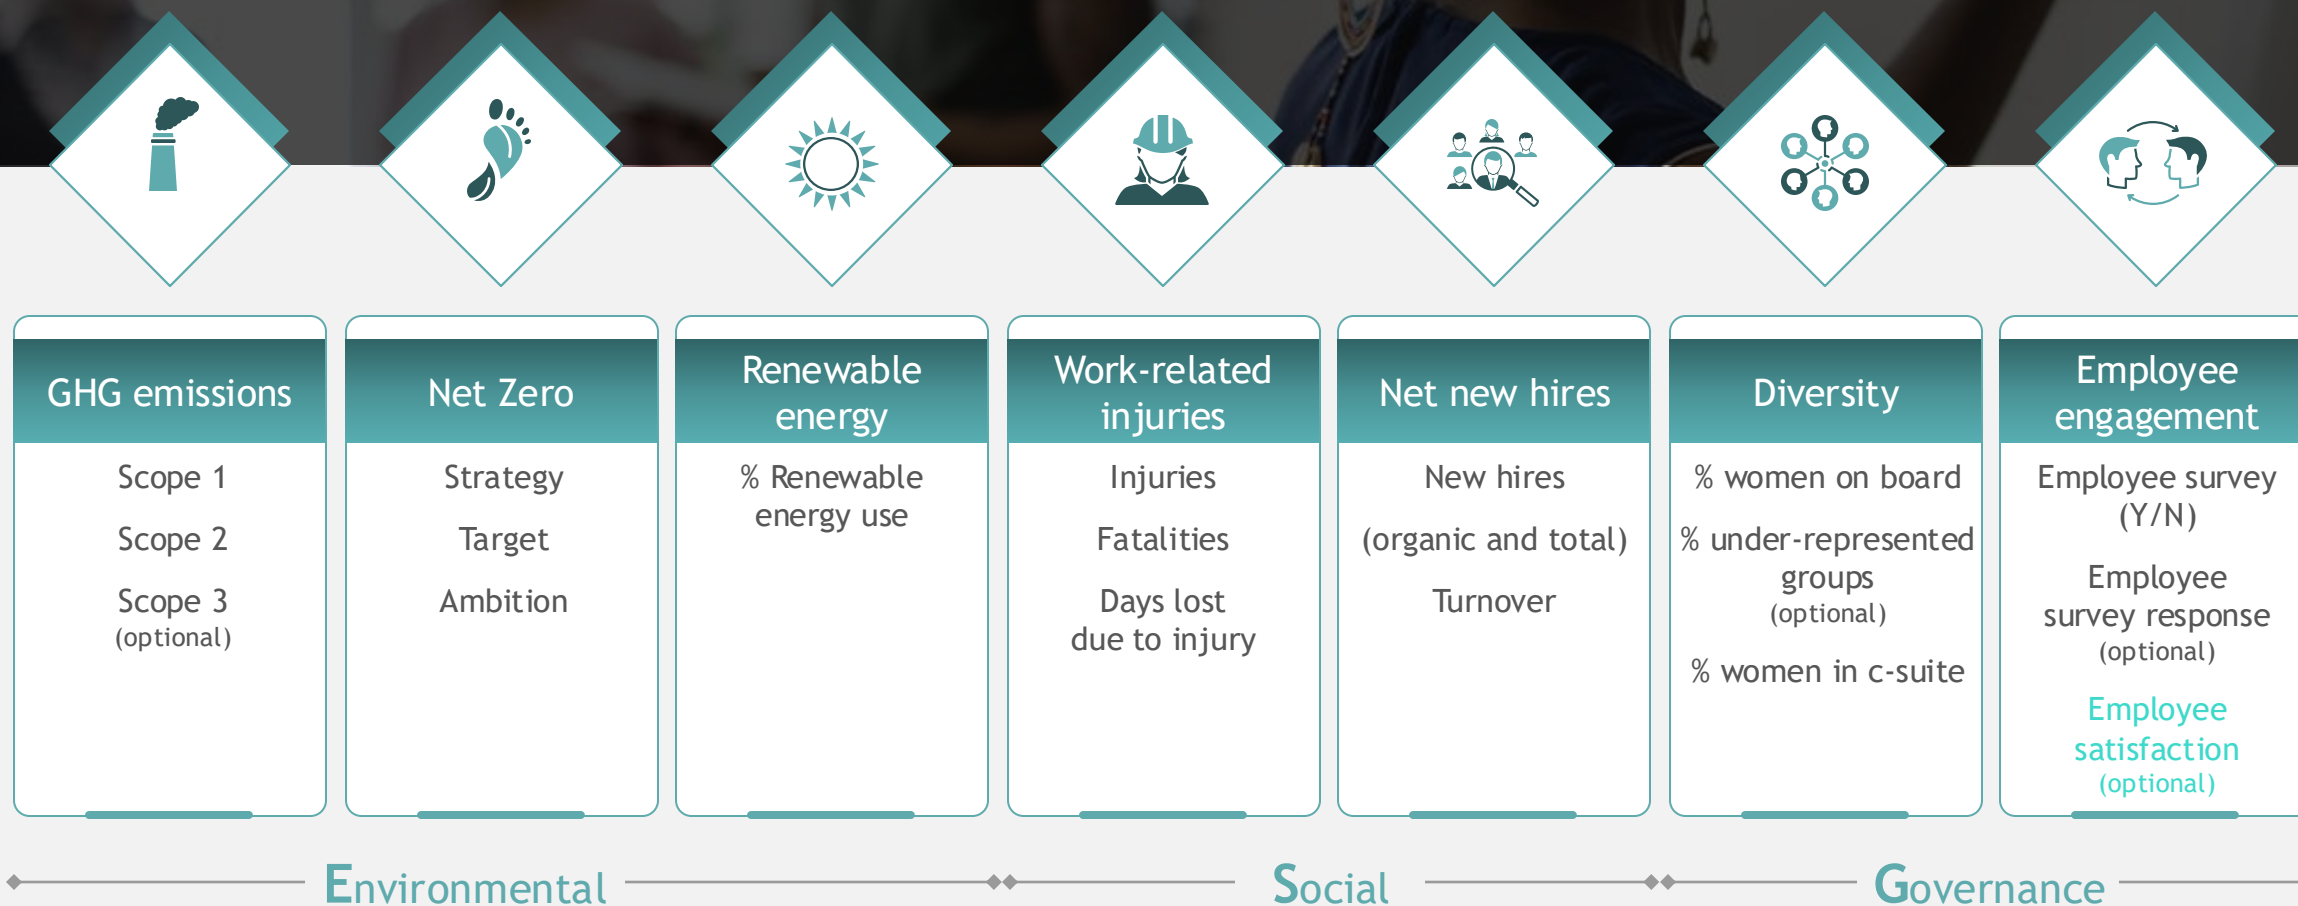 GHG emissions
Scope 1
Scope 2
Scope 3
(optional)
Net Zero
Strategy
Target
Ambition
Renewable
energy
% Renewable
energy use
Work-related
injuries
Injuries
Fatalities
Days lost
due to injury
Net new hires
New hires
(organic and total)
Turnover
Diversity
% women on board
% under-represented
groups
(optional)
% women in c-suite
Employee
engagement
Employee survey
(Y/N)
Employee
survey response
(optional)
Employee
satisfaction
(optional)
Environmental
Social
Governance